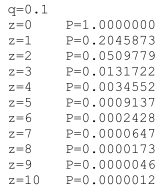 q=0.1
z=0 P=1.0000000
z=1 P=0.2045873
z=2 P=0.0509779
z=3 P=0.0131722
z=4 P=0.0034552
z=5 P=0.0009137
z=6 P=0.0002428
z=7 P=0.0000647
z=8 P=0.0000173
z=9 P=0.0000046
z=10 P=0.0000012